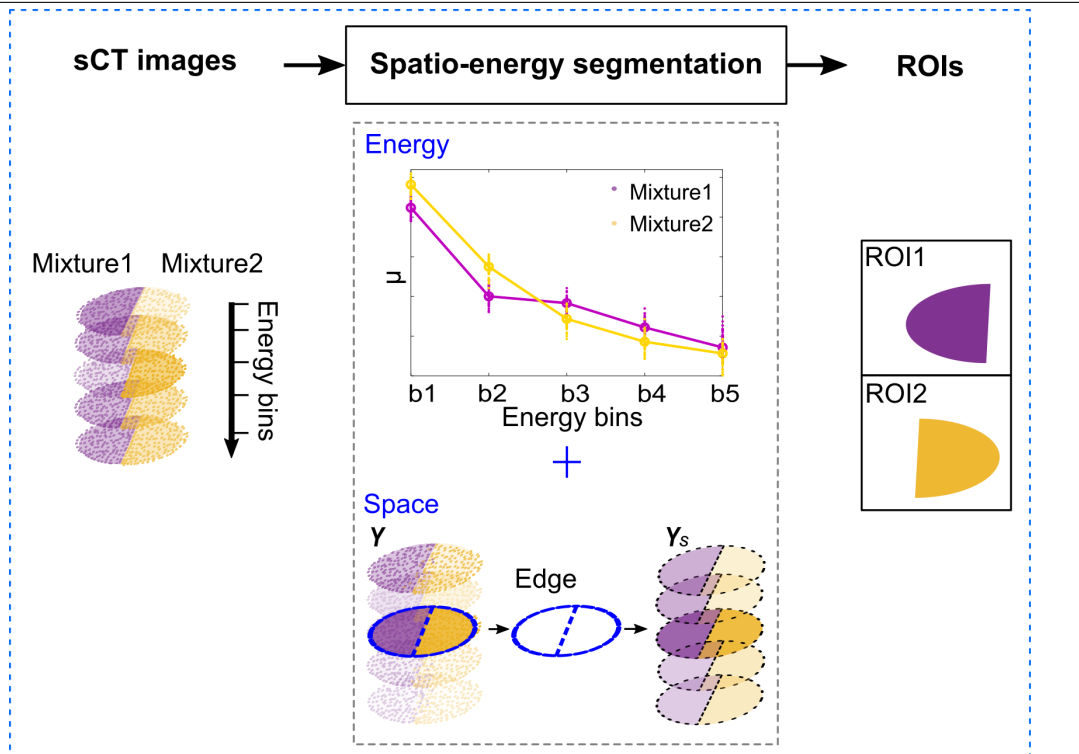 sCT images
Spatio-energy segmentation
ROIs
Energy
Mixture1
Mixture2
μ
b1 b2 b3 b4 b5
Energy bins
Mixture1 Mixture2
Energy bins
ROI1
ROI2
+
Space
Y
Edge
Ys